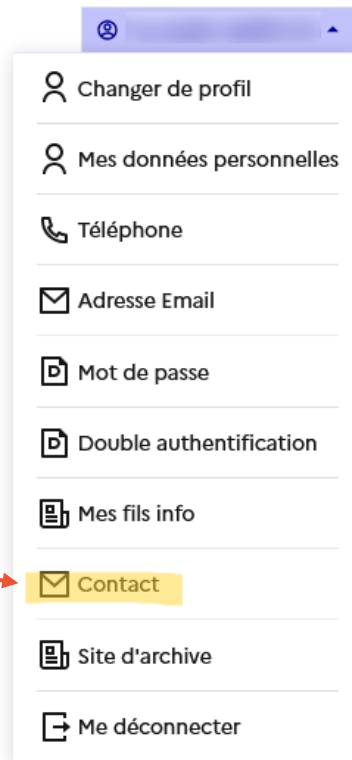 Changer de profil
Mes données personnelles
Téléphone
Adresse Email
Mot de passe
Double authentification
Mes fils info
Contact
Site d'archive
Me déconnecter